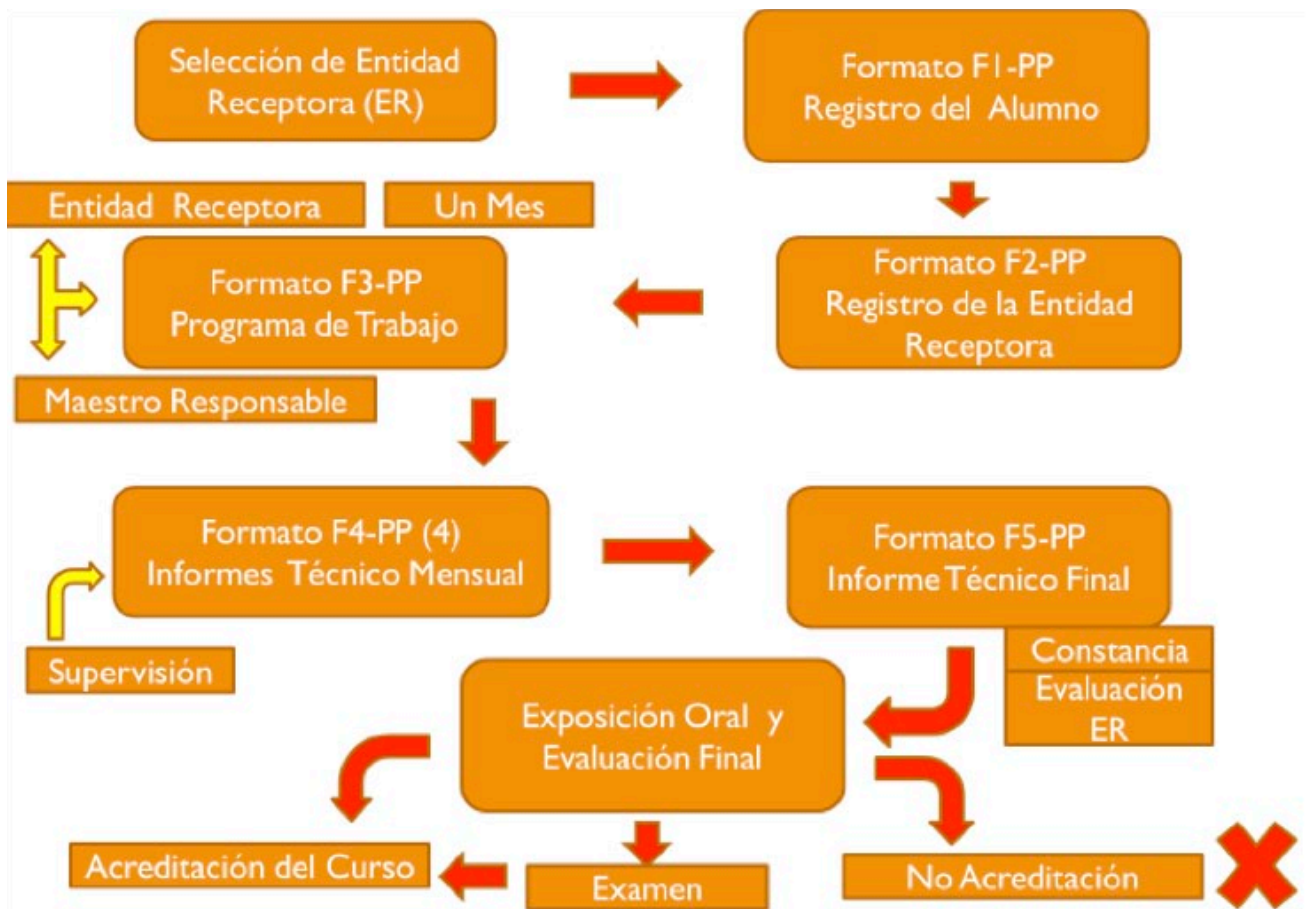 Selección de Entidad
Receptora (ER)
Formato F1-PP
Registro del Alumno
Entidad Receptora
Un Mes
Formato F3-PP
Programa de Trabajo
Formato F2-PP
Registro de la Entidad
Receptora
Maestro Responsable
Formato F4-PP (4)
Informes Técnico Mensual
Formato F5-PP
Informe Técnico Final
Supervisión
Constancia
Evaluación
ER
Exposición Oral y
Evaluación Final
Acreditación del Curso
Examen
No Acreditación